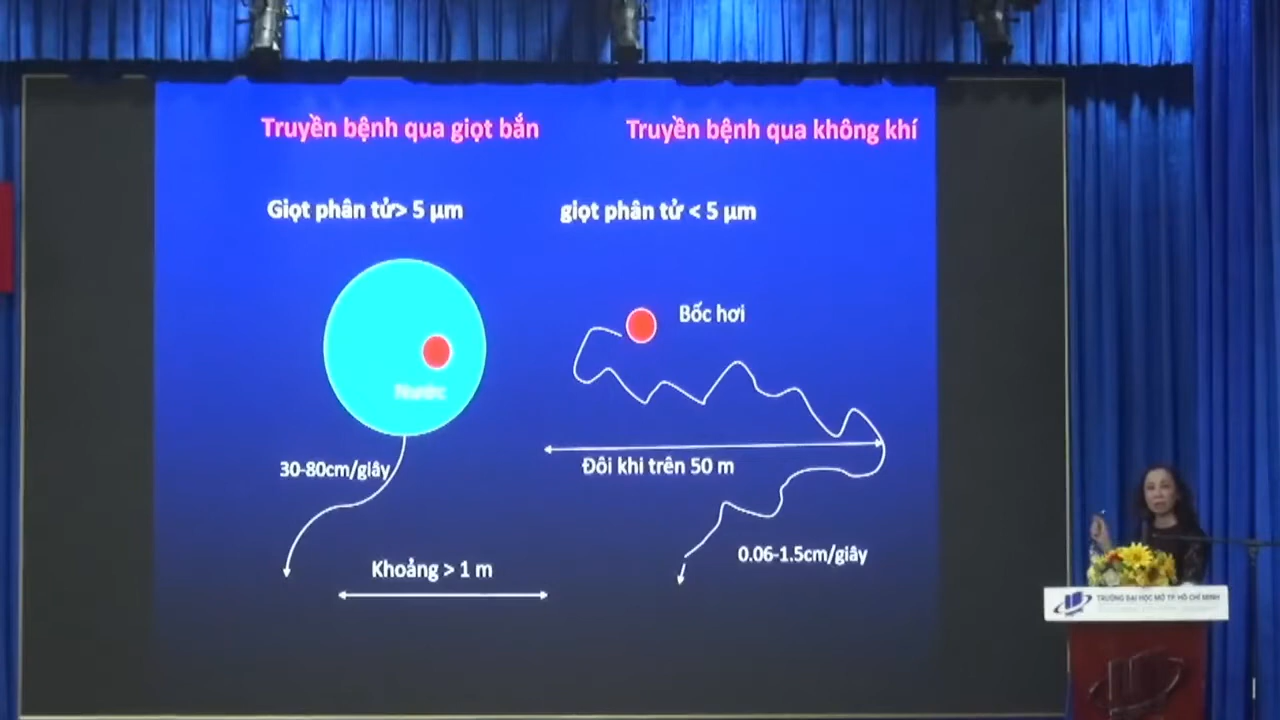 Truyền bệnh qua giọt bắn
Truyền bệnh qua không khí
Giọt phân tử> 5 µm
giọt phân tử < 5 µm
Bốc hơi
Nước
30-80cm/giây
Đôi khi trên 50 m
Khoảng > 1 m
0.06-1.5cm/giây
TRƯỜNG ĐẠI HỌC MỞ TP. HỒ CHÍ MINH